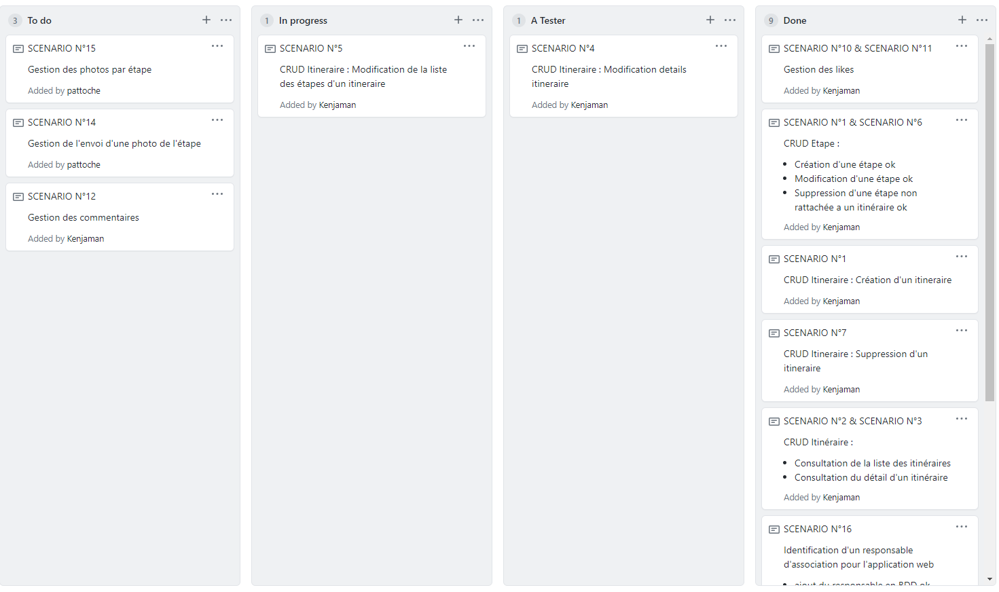 3 To do
SCENARIO N°15
Gestion des photos par étape
Added by pattoche
SCENARIO N°14
Gestion de l'envoi d'une photo de l'étape
Added by pattoche
SCENARIO N°12
Gestion des commentaires
Added by Kenjaman
1 In progress
SCENARIO N°5
CRUD Itineraire : Modification de la liste
des étapes d'un itineraire
Added by Kenjaman
1 A Tester
SCENARIO N°4
CRUD Itineraire : Modification details
itineraire
Added by Kenjaman
9 Done
SCENARIO N°10 & SCENARIO N°11
Gestion des likes
Added by Kenjaman
SCENARIO N°1 & SCENARIO N°6
CRUD Etape :
Création d'une étape ok
Modification d'une étape ok
Suppression d'une étape non
rattachée a un itinéraire ok
Added by Kenjaman
SCENARIO N°1
CRUD Itineraire : Création d'un itineraire
Added by Kenjaman
SCENARIO N°7
CRUD Itineraire : Suppression d'un
itineraire
Added by Kenjaman
SCENARIO N°2 & SCENARIO N°3
CRUD Itinéraire :
Consultation de la liste des itinéraires
Consultation du détail d'un itinéraire
Added by Kenjaman
SCENARIO N°16
Identification d'un responsable
d'association pour l'application web
ajout du responsable en BDD ok